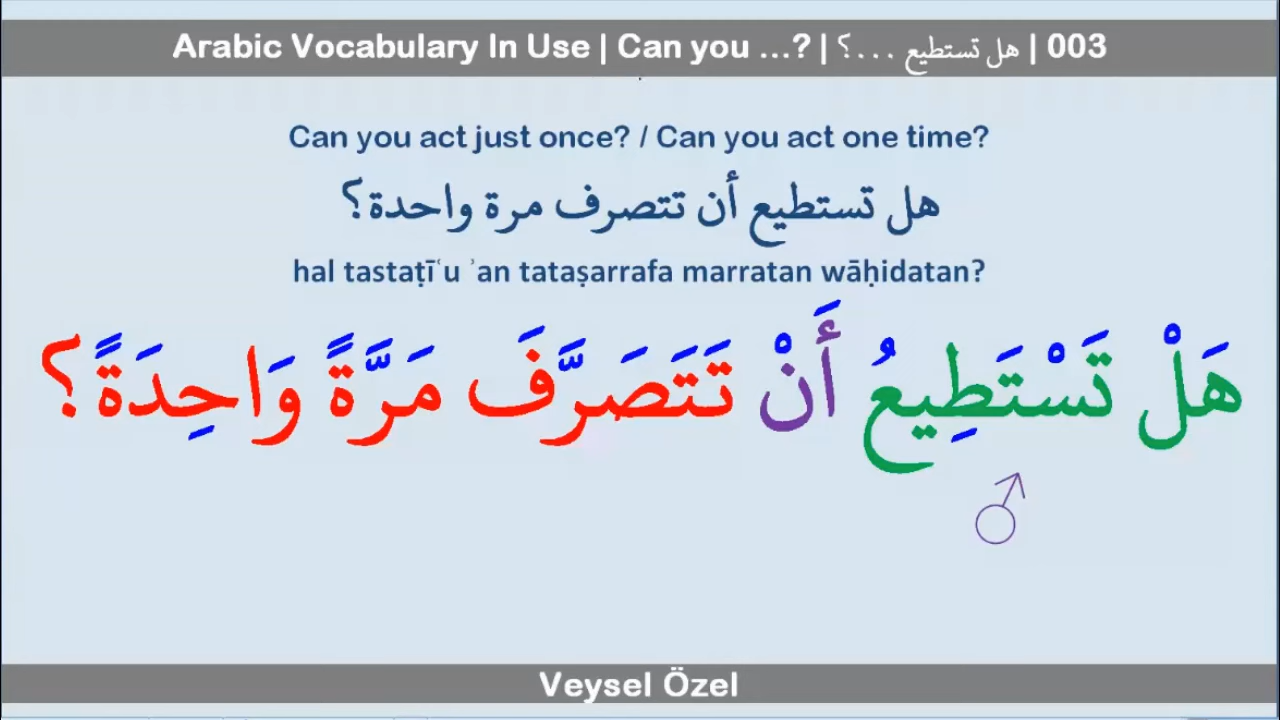 Arabic Vocabulary In Use | Can you ...? | هل تستطيع ...؟ | 003
Can you act just once? / Can you act one time?
هل تستطيع أن تتصرف مرة واحدة؟
hal tastaṭīʿu ʾan tataṣarrafa marratan wāḥidatan?
هَلْ تَسْتَطِيعُ أَنْ تَتَصَرَّفَ مَرَّةً وَاحِدَةً؟
♂
Veysel Özel